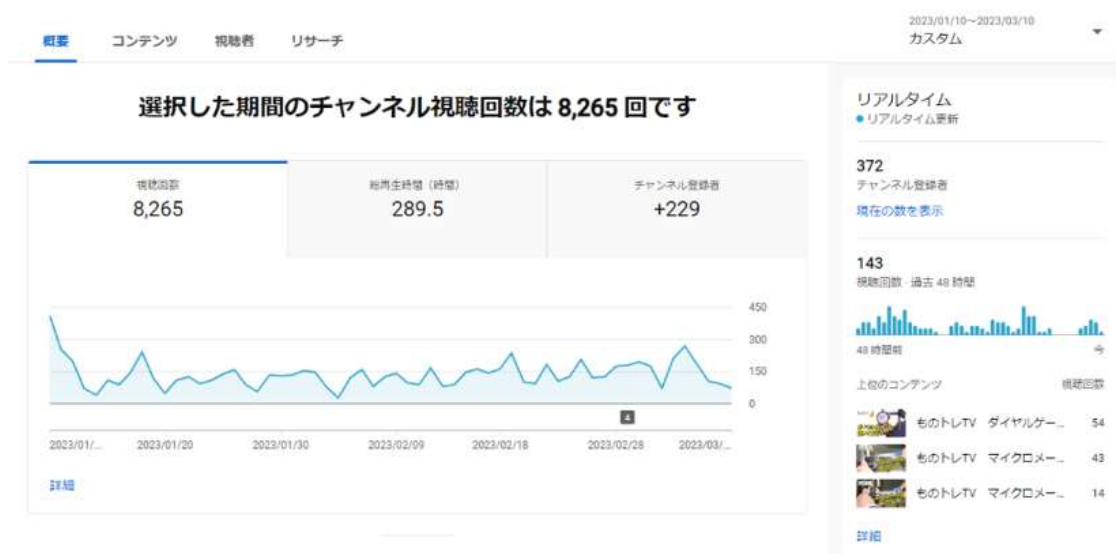 概要 コンテンツ 視聴者 リサーチ
2023/01/10～2023/03/10
カスタム
選択した期間のチャンネル視聴回数は 8,265 回です
視聴回数
8,265
総再生時間（時間）
289.5
チャンネル登録者
+229
450
300
150
0
4
2023/01/...
2023/01/20
2023/01/30
2023/02/09
2023/02/18
2023/02/28
2023/03/...
詳細
リアルタイム
リアルタイム更新
372
チャンネル登録者
現在の数を表示
143
視聴回数 · 過去 48 時間
48 時間前 今
上位のコンテンツ 視聴回数
ものトレTV ダイヤルゲー... 54
ものトレTV マイクロメー... 43
ものトレTV マイクロメー... 14
詳細